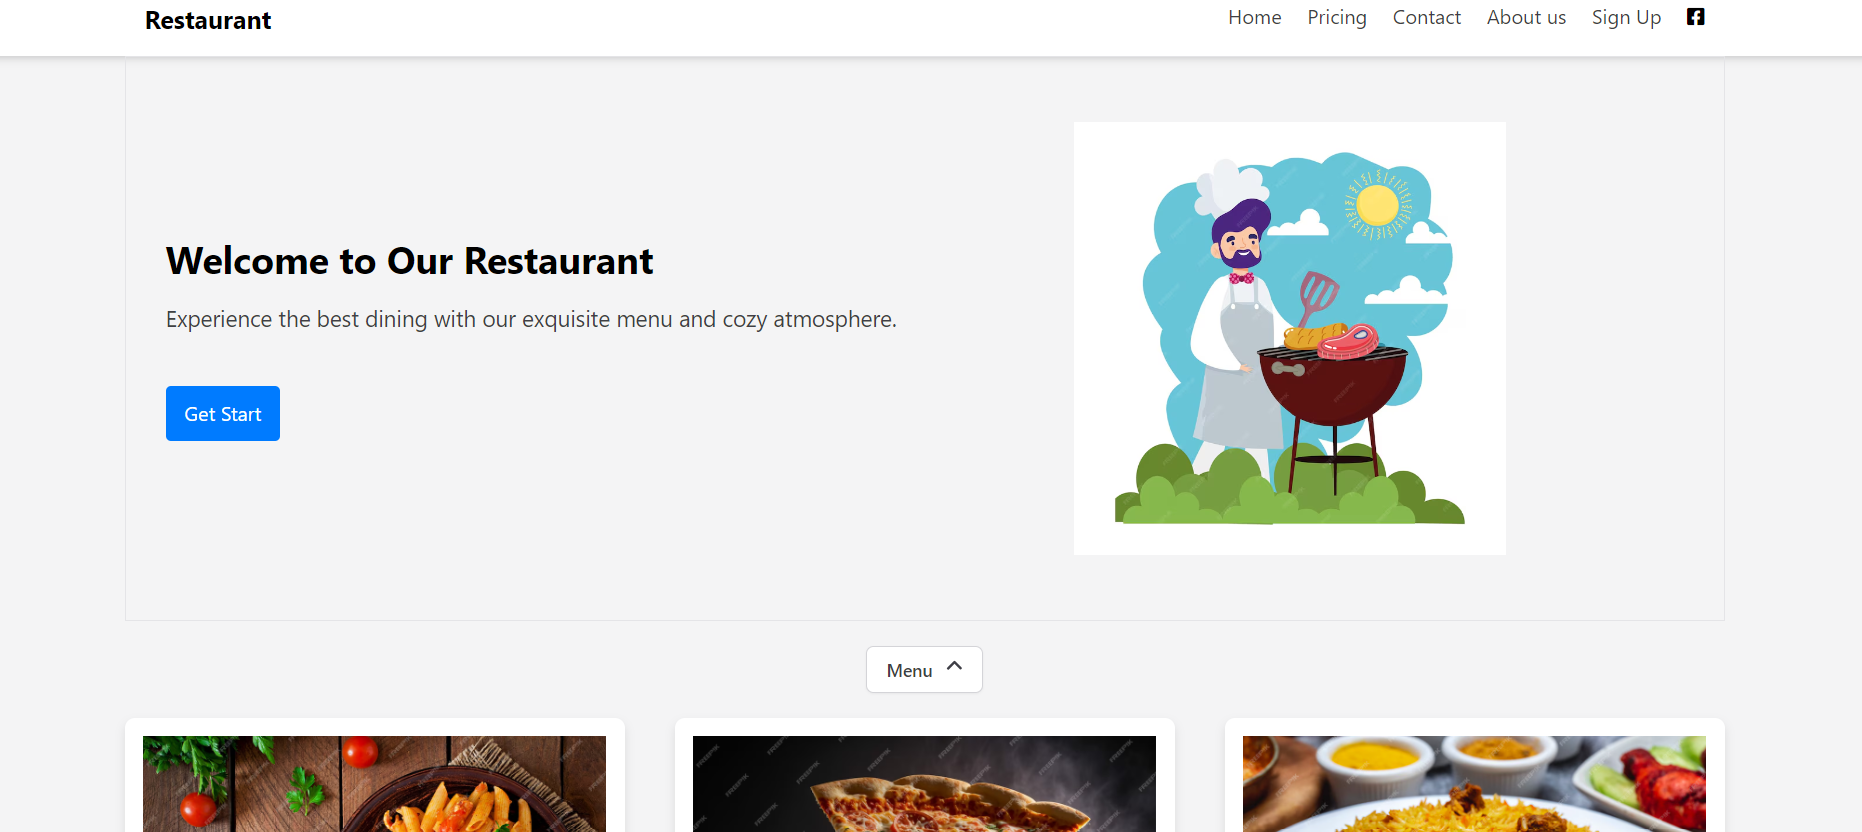 Restaurant
Home Pricing Contact About us Sign Up
Welcome to Our Restaurant
Experience the best dining with our exquisite menu and cozy atmosphere.
Get Start
Menu